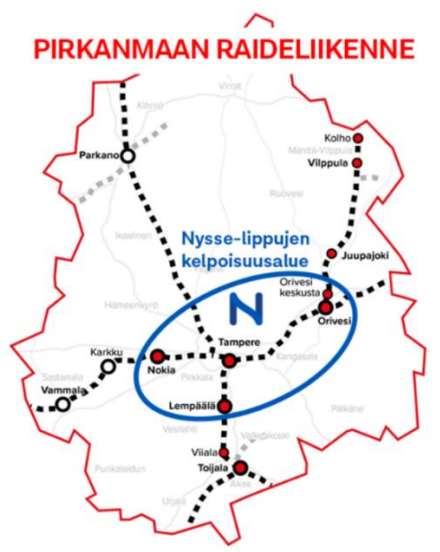 PIRKANMAAN RAIDELIIKENNE
Virrat
Kihniö
Kolho
Mänttä-Vilppula
Parkano
Vilppula
Ruovesi
Ikaalinen
Nysse-lippujen
kelpoisuusalue
Juupajoki
Orivesi
keskusta
Hämeenkyrö
N
Orivesi
Tampere
Karkku
Kangasala
Nokia
Sastamala
Pirkkala
Vammala
Lempäälä
Pälkäne
Vesilahti
Valkeakoski
Viiala
Punkalaidun
Toijala
Akaa
Urjala